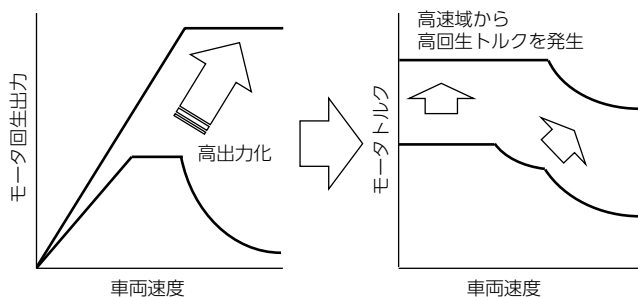 モータ回生出力
高出力化
車両速度
高速域から
高回生トルクを発生
モータトルク
車両速度